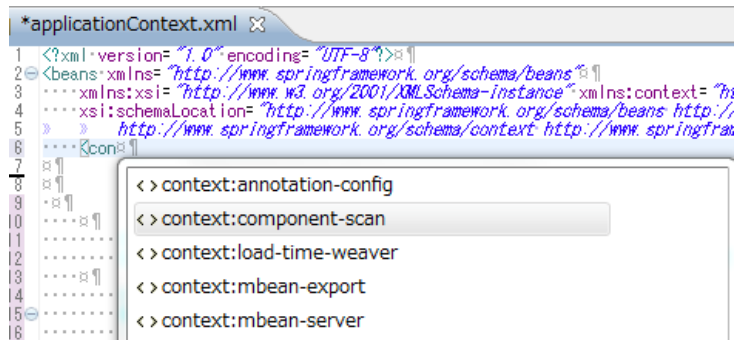 *applicationContext.xml
1 <?xml version="1.0" encoding="UTF-8"?>
2 <beans xmlns="http://www.springframework.org/schema/beans"
3 xmlns:xsi="http://www.w3.org/2001/XMLSchema-instance" xmlns:context="ht
4 xsi:schemaLocation="http://www.springframework.org/schema/beans http://
5 http://www.springframework.org/schema/context http://www.springfram
6 <con
7
8
9
10
11
12
13
14
15
16
<> context:annotation-config
<> context:component-scan
<> context:load-time-weaver
<> context:mbean-export
<> context:mbean-server